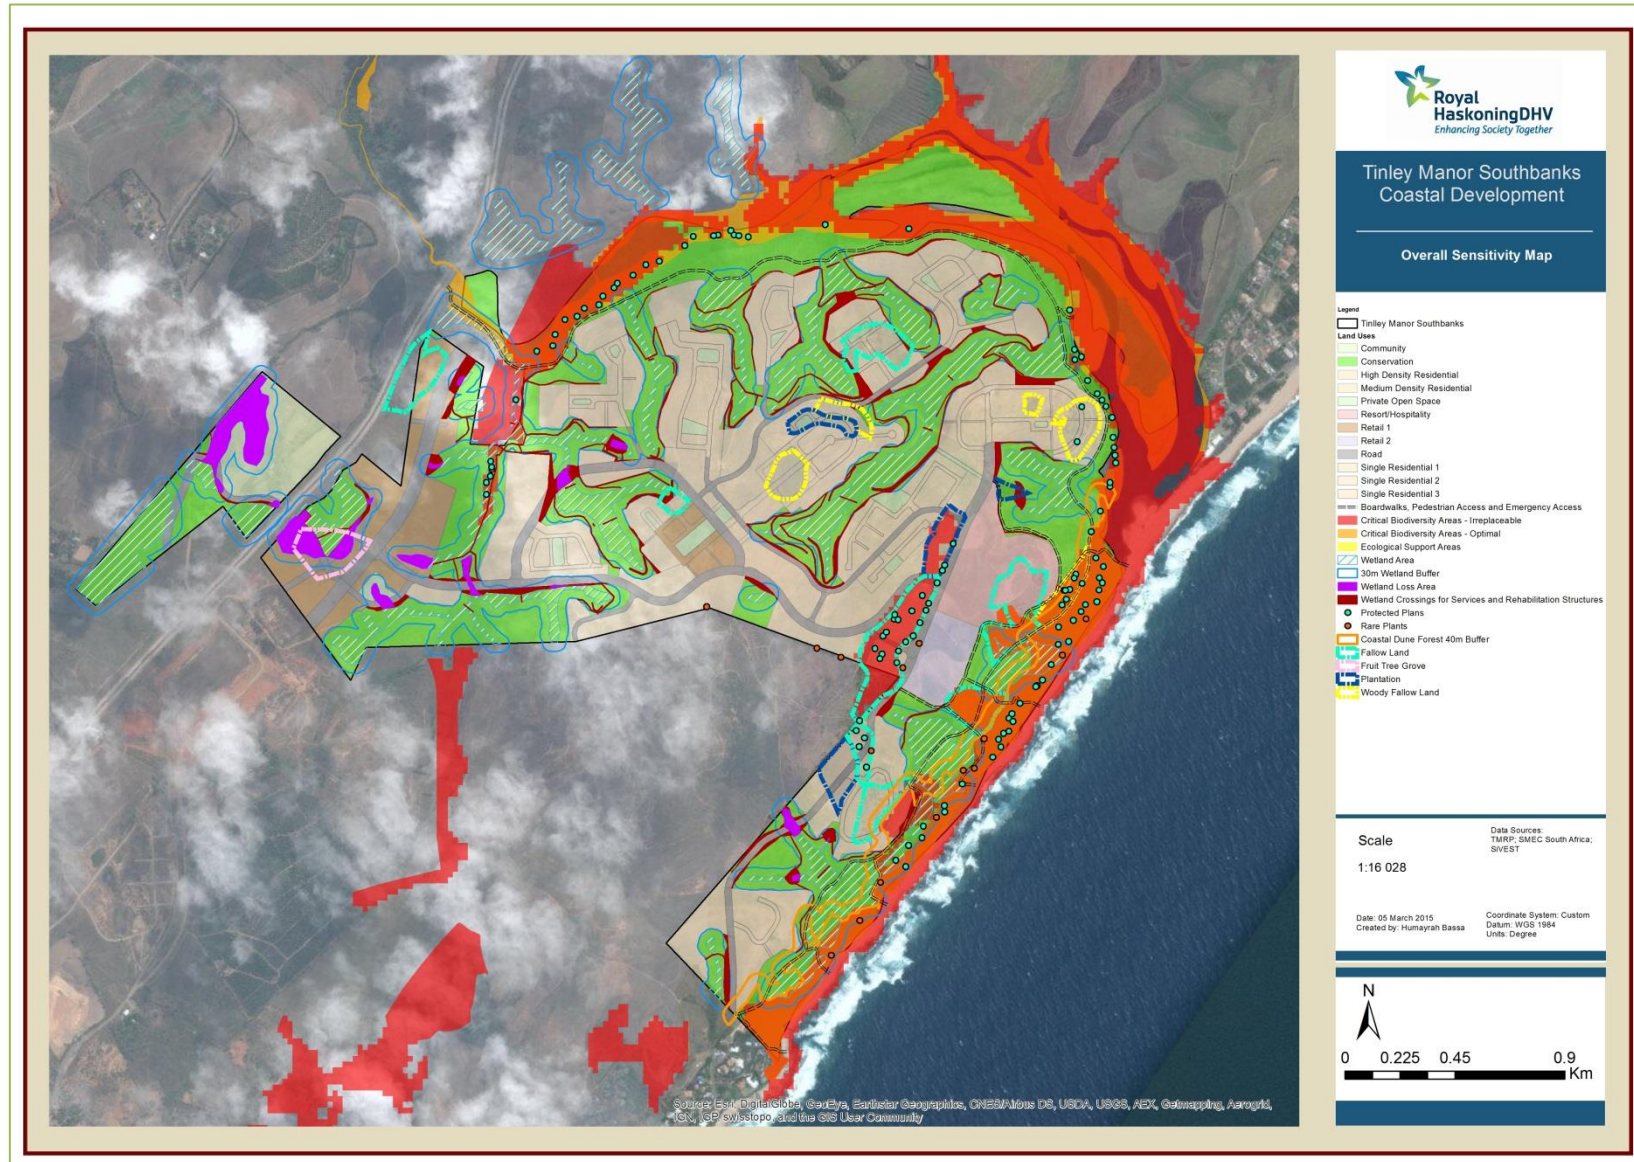 Royal
HaskoningDHV
Enhancing Society Together
Tinley Manor Southbanks
Coastal Development
Overall Sensitivity Map
Legend
Tinlley Manor Southbanks
Land Uses
Community
Conservation
High Density Residential
Medium Density Residential
Private Open Space
Resort/Hospitality
Retail 1
Retail 2
Road
Single Residential 1
Single Residential 2
Single Residential 3
Boardwalks, Pedestrian Access and Emergency Access
Critical Biodiversity Areas - Irreplaceable
Critical Biodiversity Areas - Optimal
Ecological Support Areas
Wetland Area
30m Wetland Buffer
Wetland Loss Area
Wetland Crossings for Services and Rehabilitation Structures
Protected Plans
Rare Plants
Coastal Dune Forest 40m Buffer
Fallow Land
Fruit Tree Grove
Plantation
Woody Fallow Land
Scale
1:16 028
Data Sources:
TMRP; SMEC South Africa;
SiVEST
Date: 05 March 2015
Created by: Humayrah Bassa
Coordinate System: Custom
Datum: WGS 1984
Units: Degree
N
0 0.225 0.45 0.9
Km
Source: Esri, DigitalGlobe, GeoEye, Earthstar Geographics, CNES/Airbus DS, USDA, USGS, AEX, Getmapping, Aerogrid,
IGN, IGP, swisstopo, and the GIS User Community